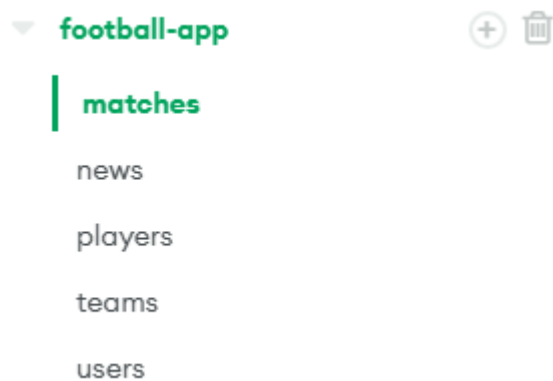 football-app
matches
news
players
teams
users